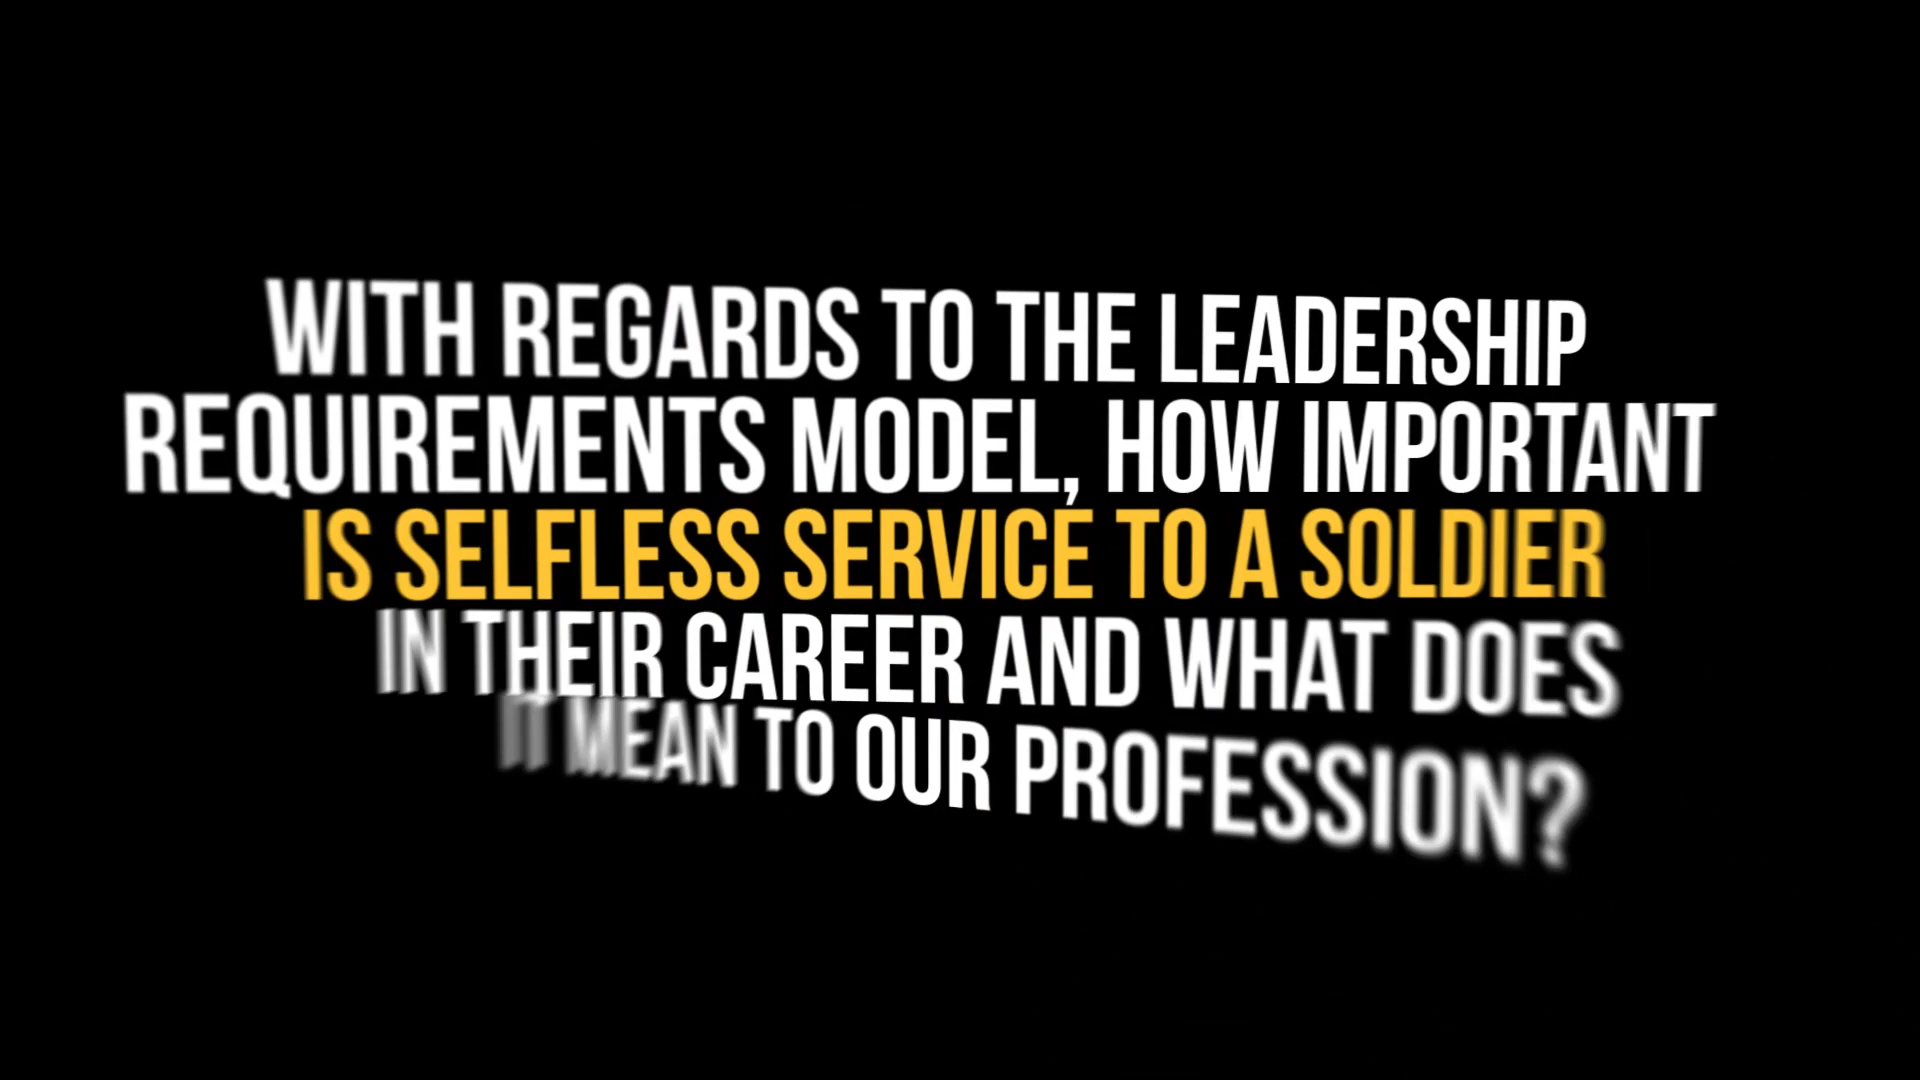 WITH REGARDS TO THE LEADERSHIP
REQUIREMENTS MODEL, HOW IMPORTANT
IS SELFLESS SERVICE TO A SOLDIER
IN THEIR CAREER AND WHAT DOES
IT MEAN TO OUR PROFESSION?